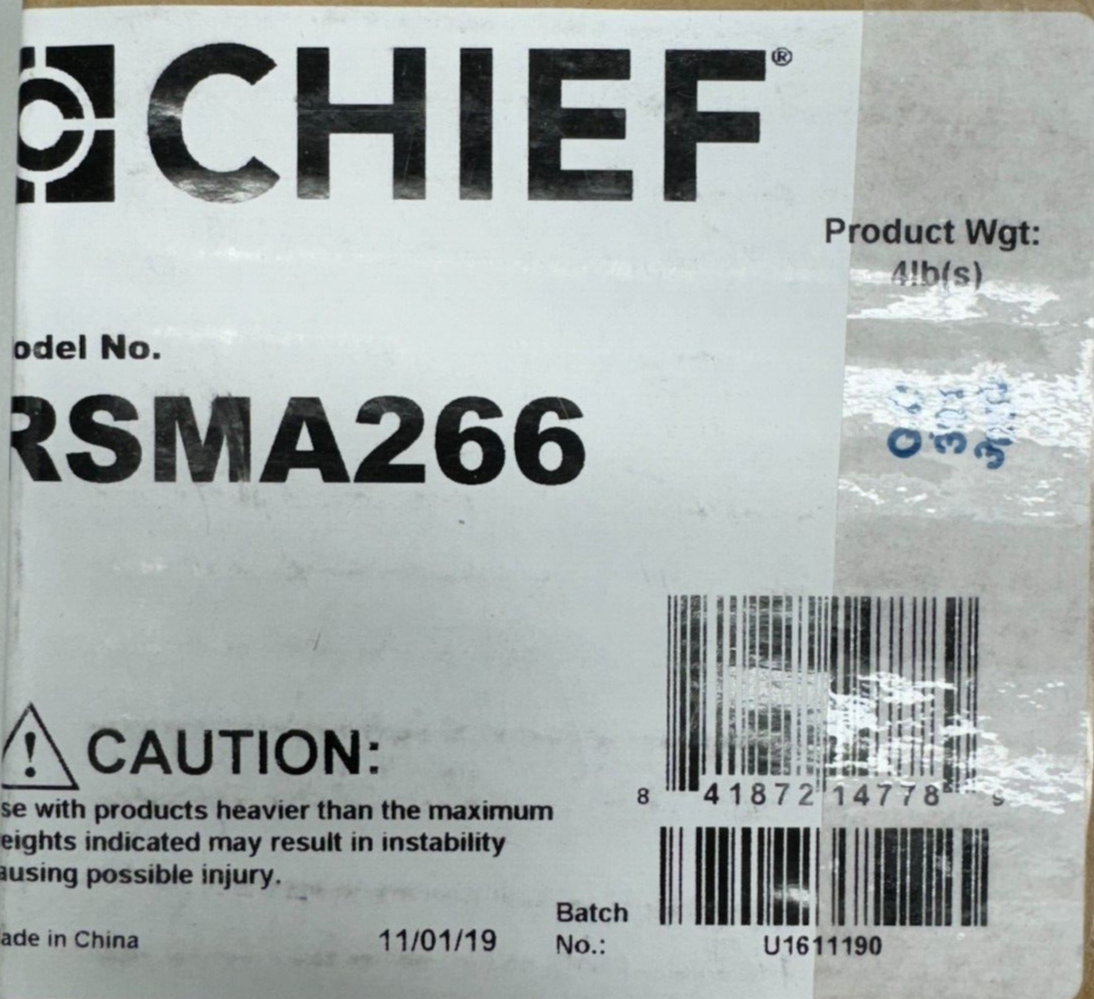 CHIEF®
Product Wgt:
4lb(s)
odel No.
RSMA266
CAUTION:
se with products heavier than the maximum
eights indicated may result in instability
ausing possible injury.
8 41872 14778 9
ade in China
11/01/19
Batch
No.:
U1611190